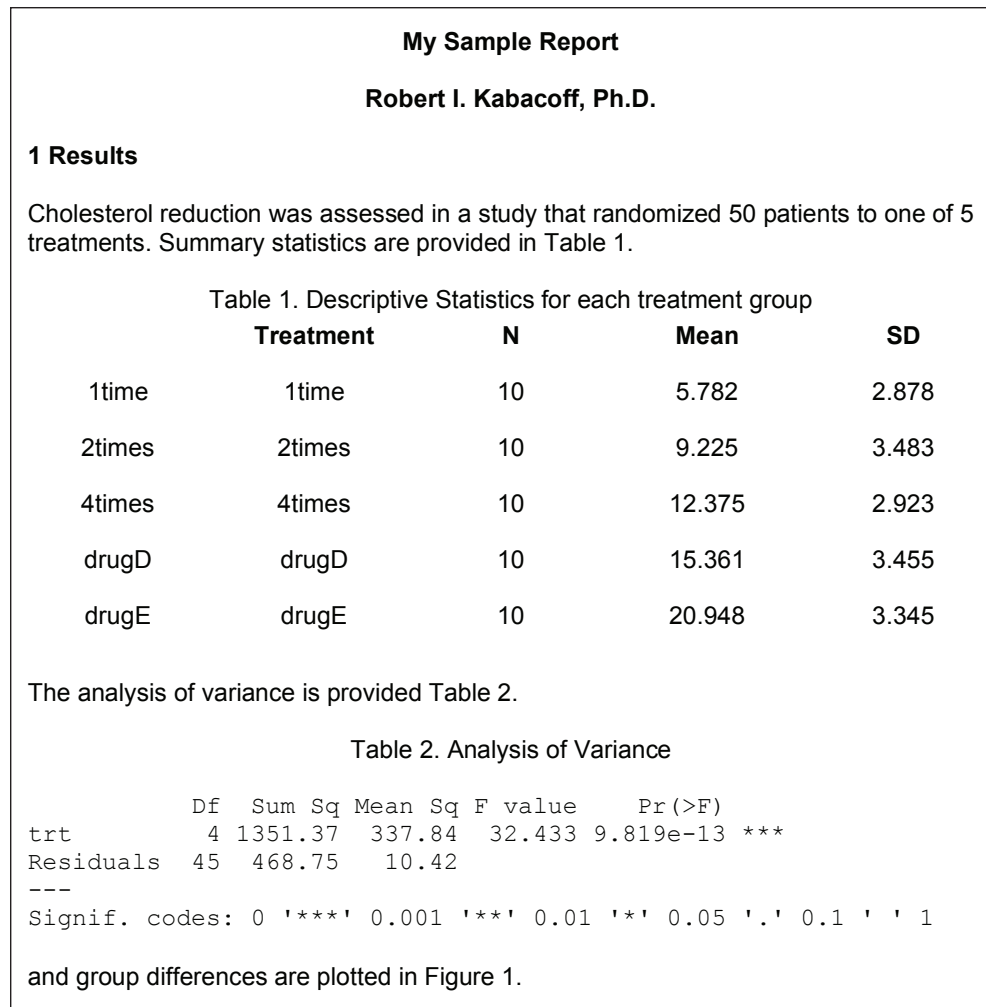 My Sample Report
Robert I. Kabacoff, Ph.D.
1 Results
Cholesterol reduction was assessed in a study that randomized 50 patients to one of 5
treatments. Summary statistics are provided in Table 1.
Table 1. Descriptive Statistics for each treatment group
Treatment N Mean SD
1time 1time 10 5.782 2.878
2times 2times 10 9.225 3.483
4times 4times 10 12.375 2.923
drugD drugD 10 15.361 3.455
drugE drugE 10 20.948 3.345
The analysis of variance is provided Table 2.
Table 2. Analysis of Variance
Df Sum Sq Mean Sq F value Pr(>F)
trt 4 1351.37 337.84 32.433 9.819e-13 ***
Residuals 45 468.75 10.42
---
Signif. codes: 0 '***' 0.001 '**' 0.01 '*' 0.05 '.' 0.1 ' ' 1
and group differences are plotted in Figure 1.